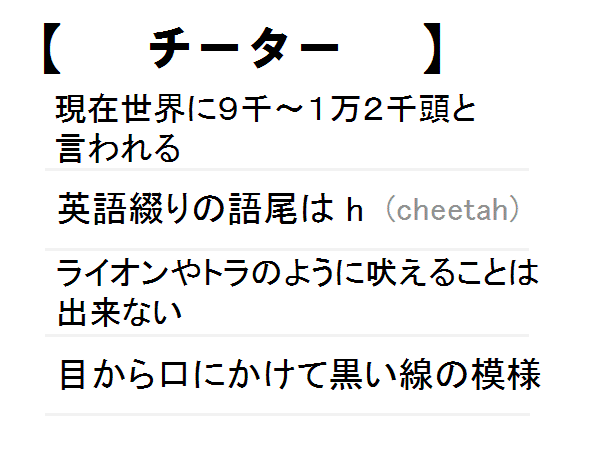 【　チーター　】
現在世界に９千～１万２千頭と
言われる
英語綴りの語尾は h （cheetah）
ライオンやトラのように吠えることは
出来ない
目から口にかけて黒い線の模様